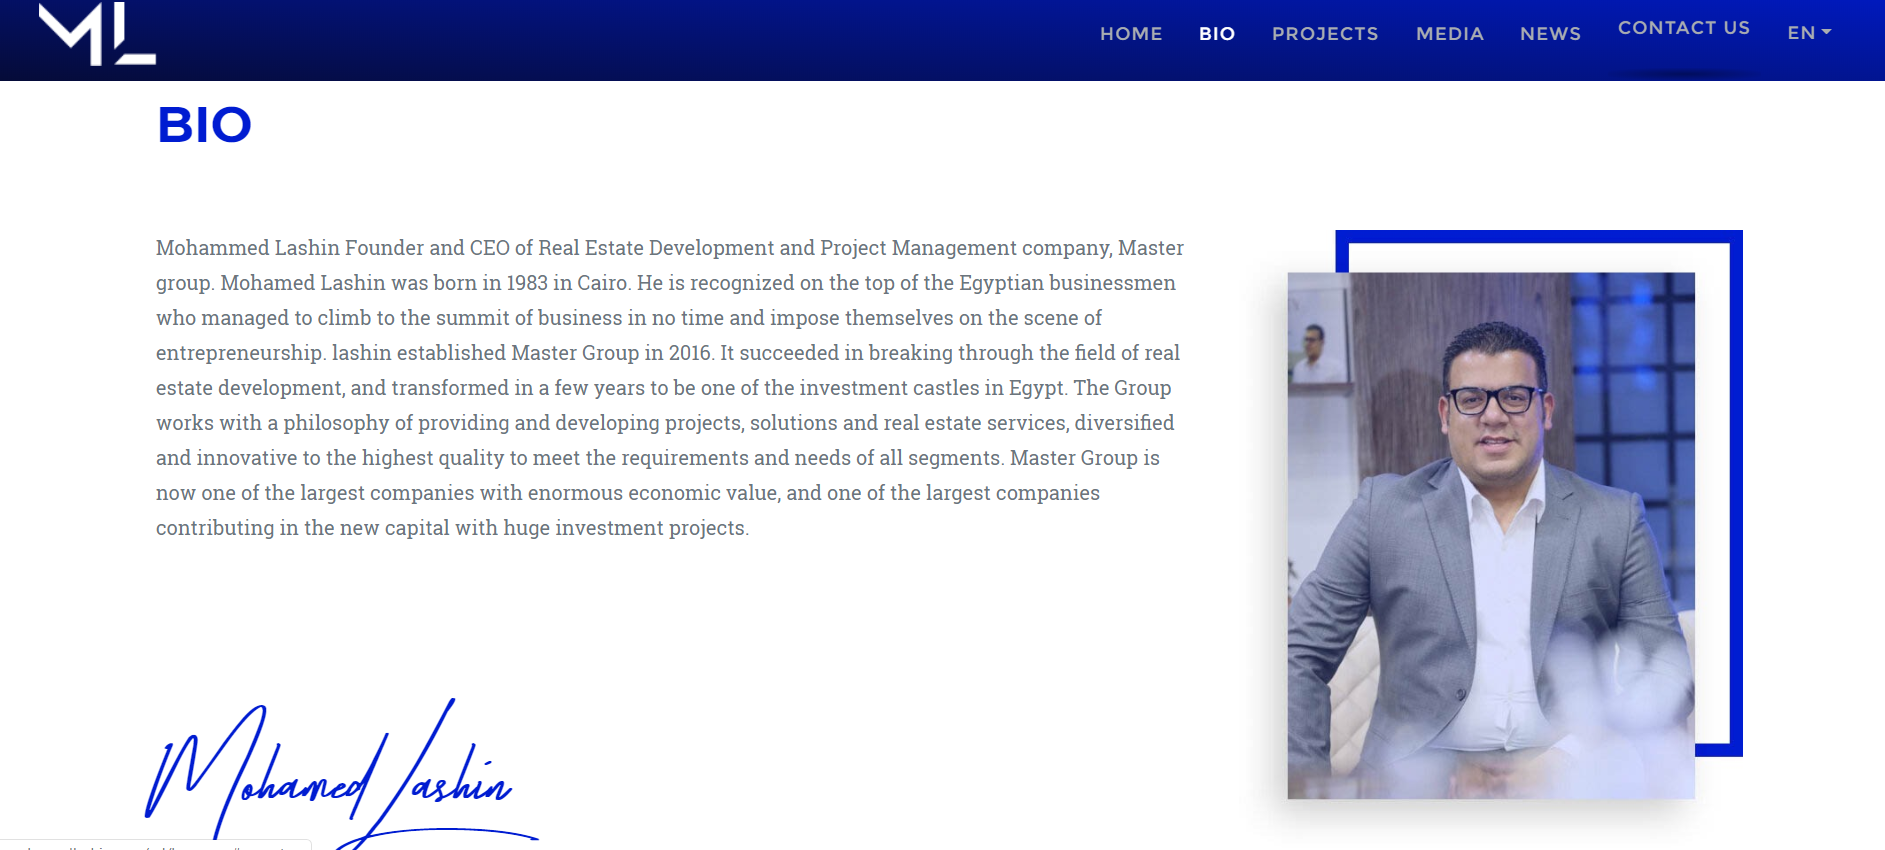 ML
HOME BIO PROJECTS MEDIA NEWS CONTACT US EN
BIO
Mohammed Lashin Founder and CEO of Real Estate Development and Project Management company, Master
group. Mohamed Lashin was born in 1983 in Cairo. He is recognized on the top of the Egyptian businessmen
who managed to climb to the summit of business in no time and impose themselves on the scene of
entrepreneurship. lashin established Master Group in 2016. It succeeded in breaking through the field of real
estate development, and transformed in a few years to be one of the investment castles in Egypt. The Group
works with a philosophy of providing and developing projects, solutions and real estate services, diversified
and innovative to the highest quality to meet the requirements and needs of all segments. Master Group is
now one of the largest companies with enormous economic value, and one of the largest companies
contributing in the new capital with huge investment projects.
Mohamed Lashin